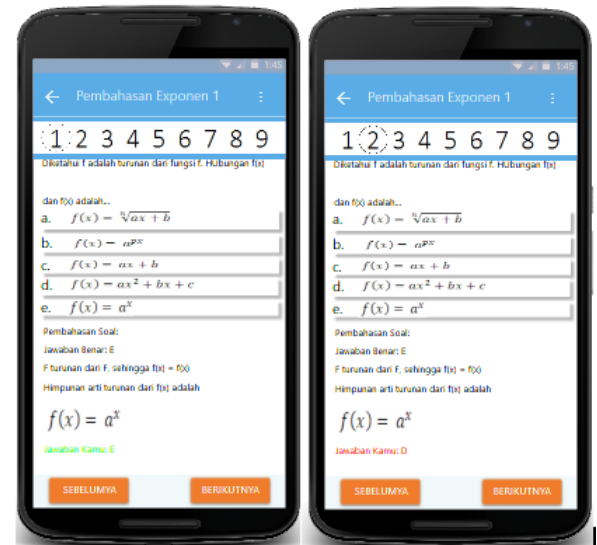 1:45
Pembahasan Exponen 1
1 2 3 4 5 6 7 8 9
Diketahui f adalah turunan dari fungsi f. HUbungan f(x)
dan f(x) adalah...
a. f(x) = ⁿ√ax + b
b. f(x) = a^px
c. f(x) = ax + b
d. f(x) = ax² + bx + c
e. f(x) = aˣ
Pembahasan Soal:
Jawaban Benar: E
F turunan dari F, sehingga f(x) = f(x)
Himpunan arti turunan dari f(x) adalah
f(x) = aˣ
Jawaban Kamu: E
SEBELUMYA
BERIKUTNYA
1:45
Pembahasan Exponen 1
1 2 3 4 5 6 7 8 9
Diketahui f adalah turunan dari fungsi f. HUbungan f(x)
dan f(x) adalah...
a. f(x) = ⁿ√ax + b
b. f(x) = a^px
c. f(x) = ax + b
d. f(x) = ax² + bx + c
e. f(x) = aˣ
Pembahasan Soal:
Jawaban Benar: E
F turunan dari F, sehingga f(x) = f(x)
Himpunan arti turunan dari f(x) adalah
f(x) = aˣ
Jawaban Kamu: D
SEBELUMYA
BERIKUTNYA